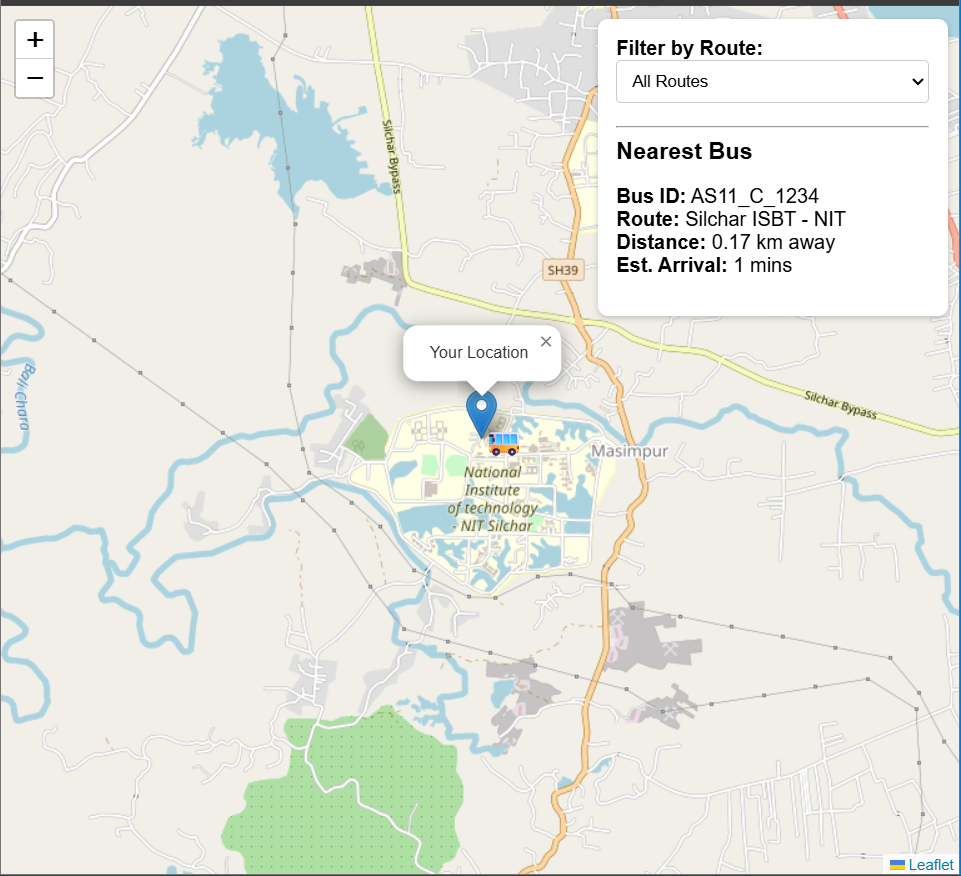 +
−
Filter by Route:
All Routes
Nearest Bus
Bus ID: AS11_C_1234
Route: Silchar ISBT - NIT
Distance: 0.17 km away
Est. Arrival: 1 mins
Silchar Bypass
SH39
Your Location ×
Bali Chara
Silchar Bypass
Masimpur
National
Institute
of technology
- NIT Silchar
Leaflet